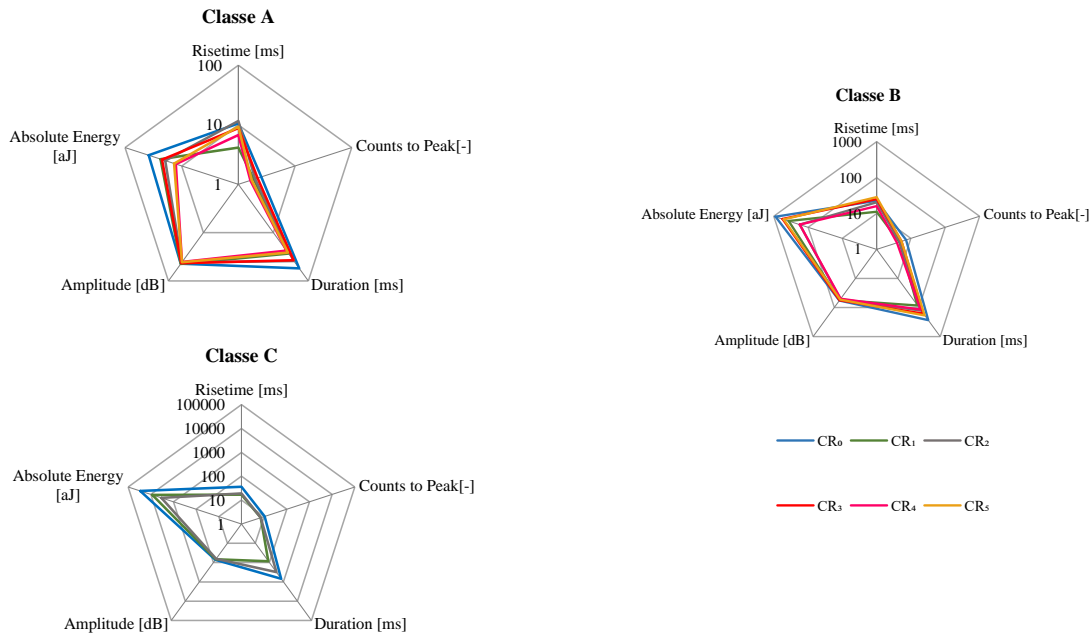 Classe A
Risetime [ms]
100
10
1
Absolute Energy
[aJ]
Counts to Peak[-]
Amplitude [dB]
Duration [ms]
Classe B
Risetime [ms]
1000
100
10
1
Absolute Energy [aJ]
Counts to Peak[-]
Amplitude [dB]
Duration [ms]
Classe C
Risetime [ms]
100000
10000
1000
100
10
1
Absolute Energy
[aJ]
Counts to Peak[-]
Amplitude [dB]
Duration [ms]
CR₀ CR₁ CR₂
CR₃ CR₄ CR₅